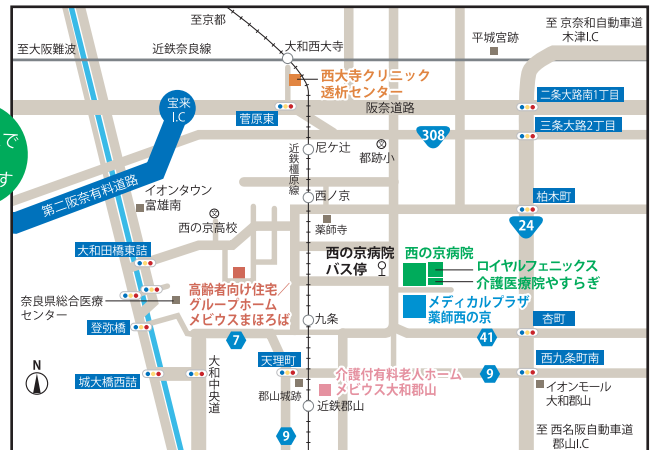 至京都
至 京奈和自動車道
木津I.C
至大阪難波
近鉄奈良線
大和西大寺
平城宮跡
西大寺クリニック
透析センター
宝来
I.C
二条大路南1丁目
阪奈道路
菅原東
三条大路2丁目
で
す
308
近鉄橿原線
尼ケ辻
都跡小
第二阪奈有料道路
イオンタウン
富雄南
西ノ京
柏木町
西の京高校
薬師寺
24
大和田橋東詰
西の京病院
バス停
西の京病院
ロイヤルフェニックス
介護医療院やすらぎ
奈良県総合医療
センター
高齢者向け住宅／
グループホーム
メビウスまほろば
メディカルプラザ
薬師西の京
登弥橋
九条
杏町
7
41
N
大和中央道
天理町
西九条町南
城大橋西詰
介護付有料老人ホーム
メビウス大和郡山
9
郡山城跡
イオンモール
大和郡山
近鉄郡山
9
至 西名阪自動車道
郡山I.C